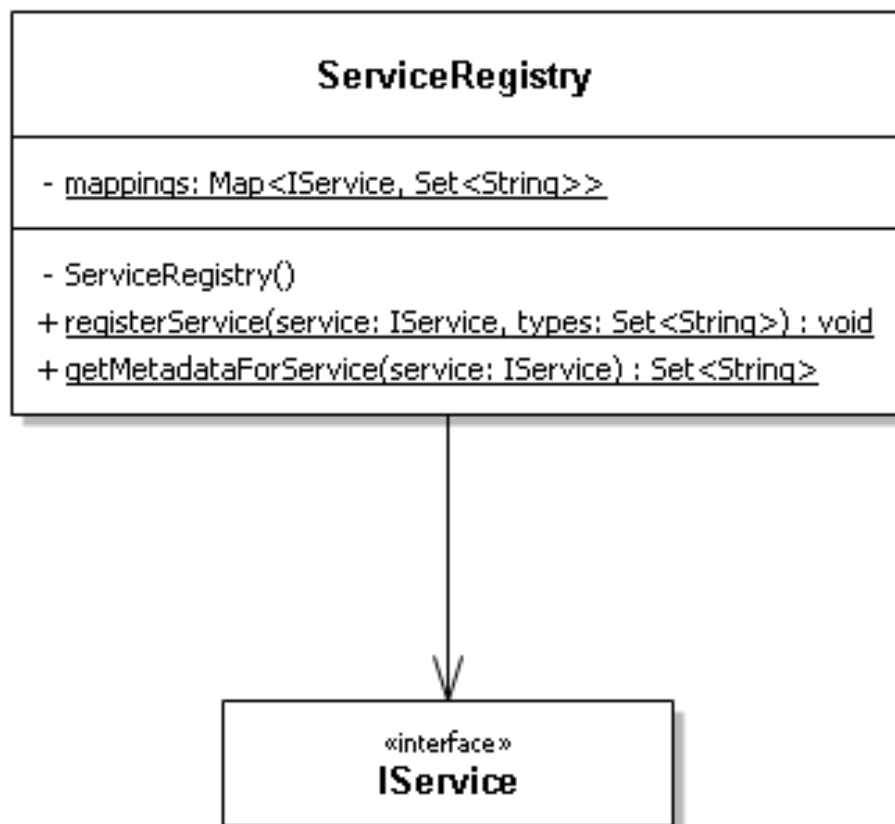 ServiceRegistry
- mappings: Map<IService, Set<String>>
- ServiceRegistry()
+ registerService(service: IService, types: Set<String>) : void
+ getMetadataForService(service: IService) : Set<String>
«interface»
IService